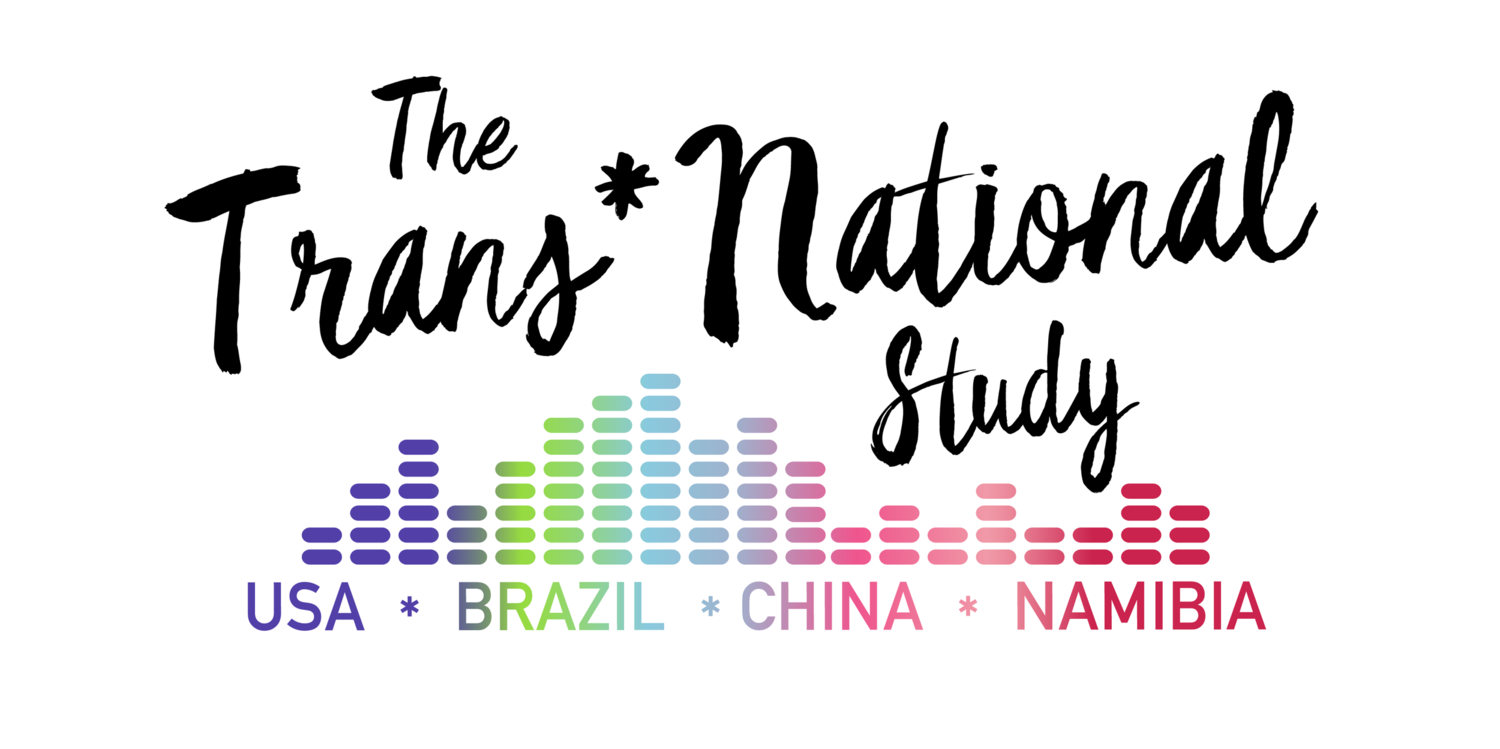 The
Trans*National
Study
USA * BRAZIL * CHINA * NAMIBIA